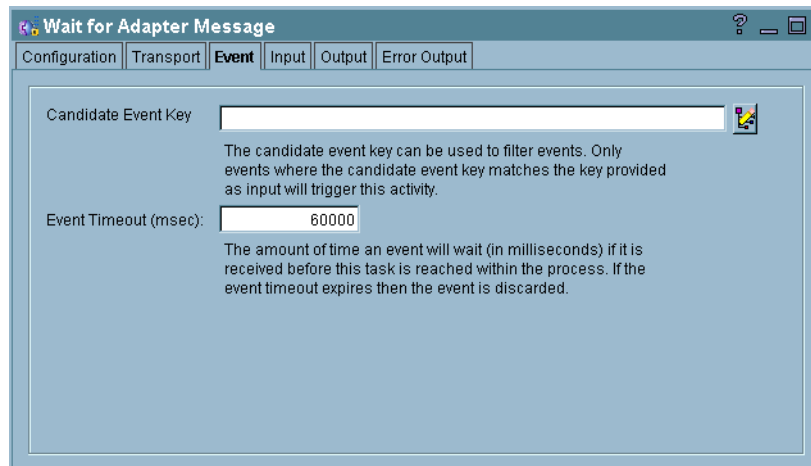 Wait for Adapter Message
Configuration Transport Event Input Output Error Output
Candidate Event Key
The candidate event key can be used to filter events. Only
events where the candidate event key matches the key provided
as input will trigger this activity.
Event Timeout (msec): 60000
The amount of time an event will wait (in milliseconds) if it is
received before this task is reached within the process. If the
event timeout expires then the event is discarded.